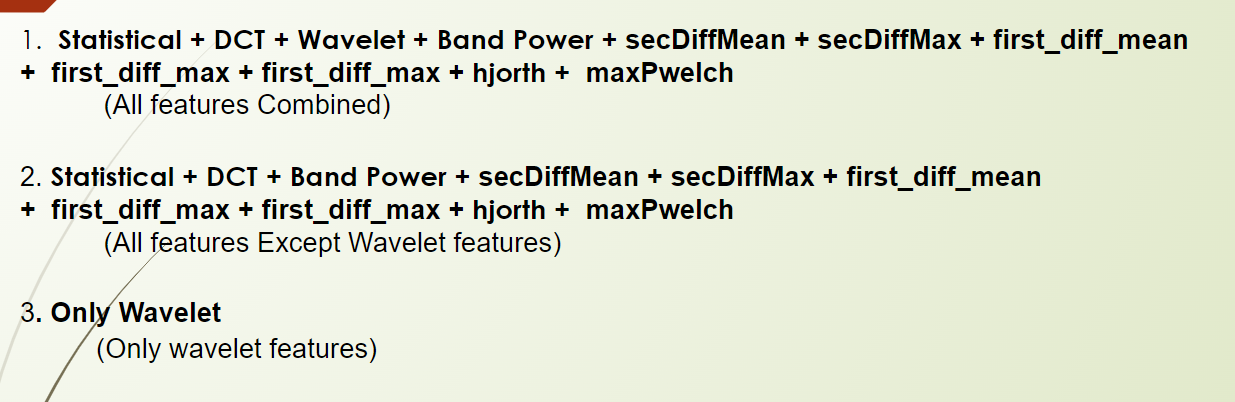 1. Statistical + DCT + Wavelet + Band Power + secDiffMean + secDiffMax + first_diff_mean
+ first_diff_max + first_diff_max + hjorth + maxPwelch
(All features Combined)
2. Statistical + DCT + Band Power + secDiffMean + secDiffMax + first_diff_mean
+ first_diff_max + first_diff_max + hjorth + maxPwelch
(All features Except Wavelet features)
3. Only Wavelet
(Only wavelet features)